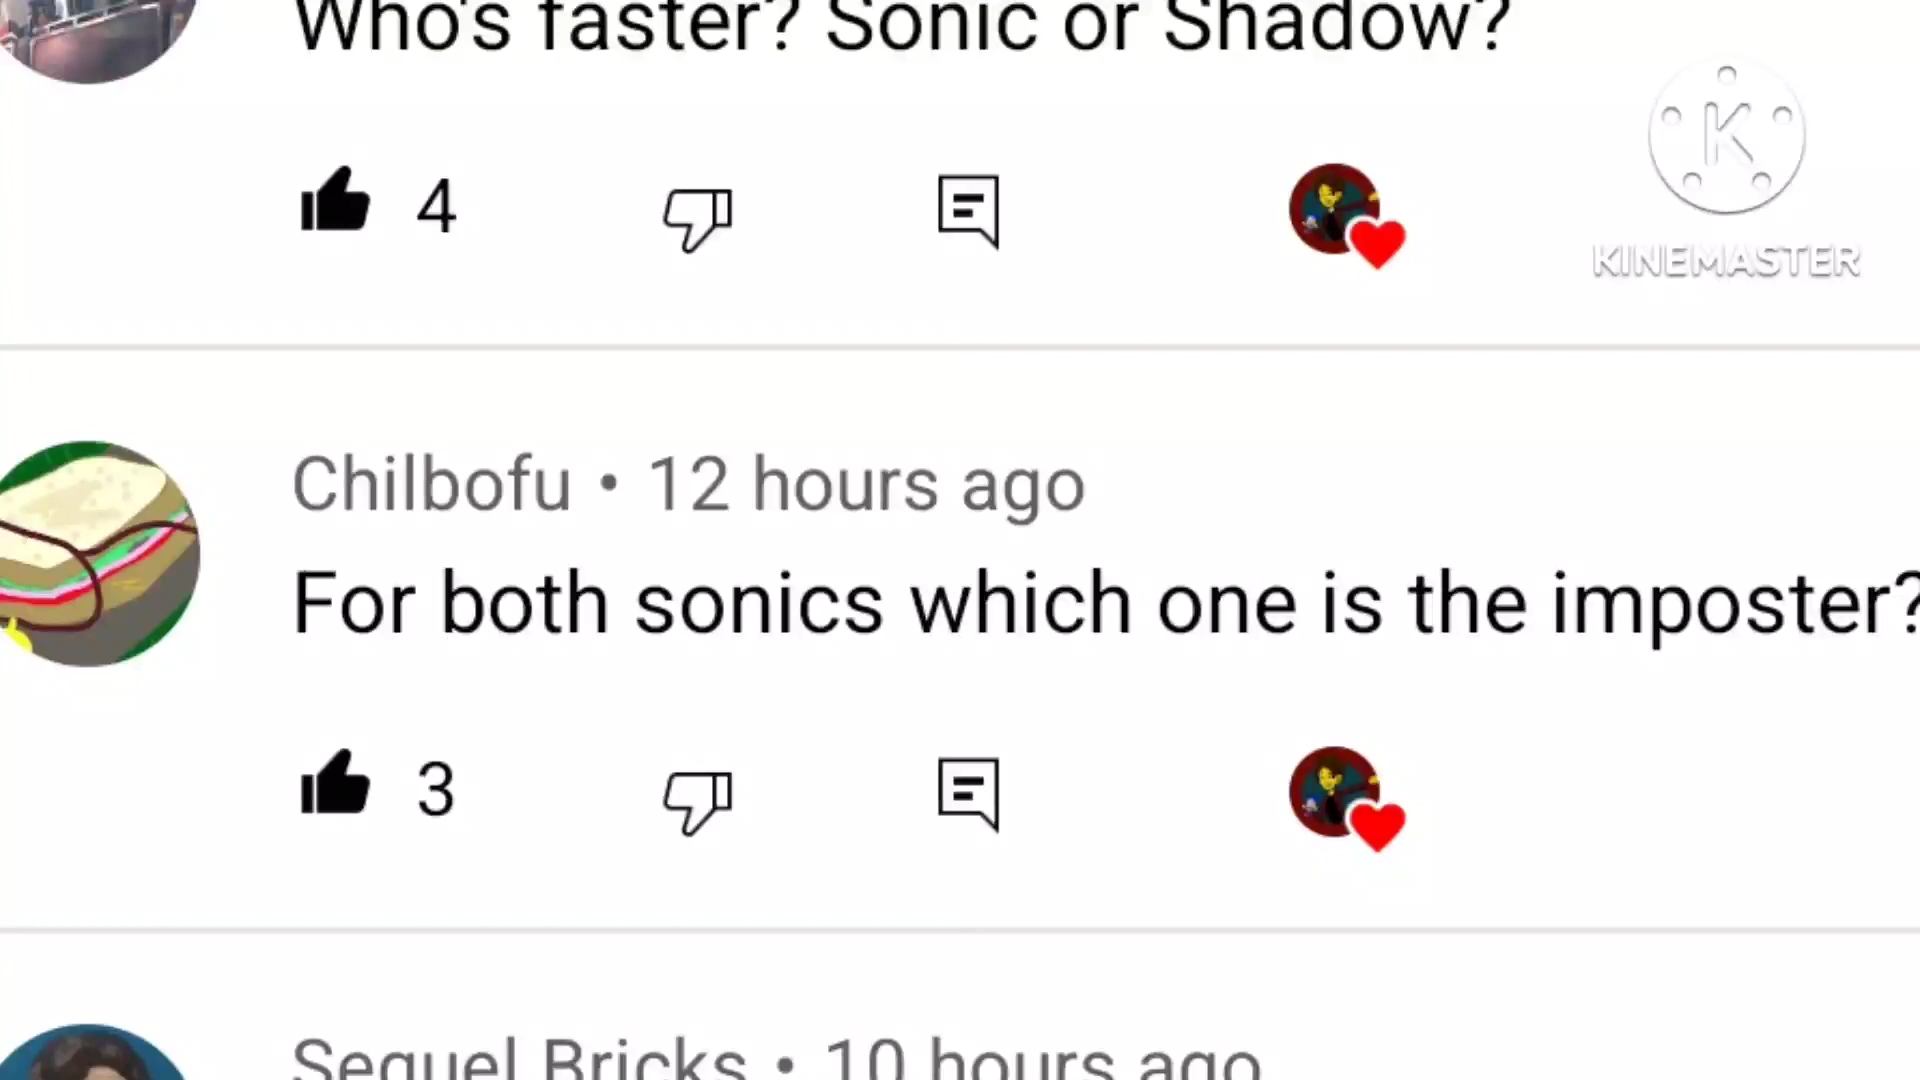 Who's faster? Sonic or Shadow?
K
KINEMASTER
4
Chilbofu • 12 hours ago
For both sonics which one is the imposter?
3
Sequel Bricks • 10 hours ago